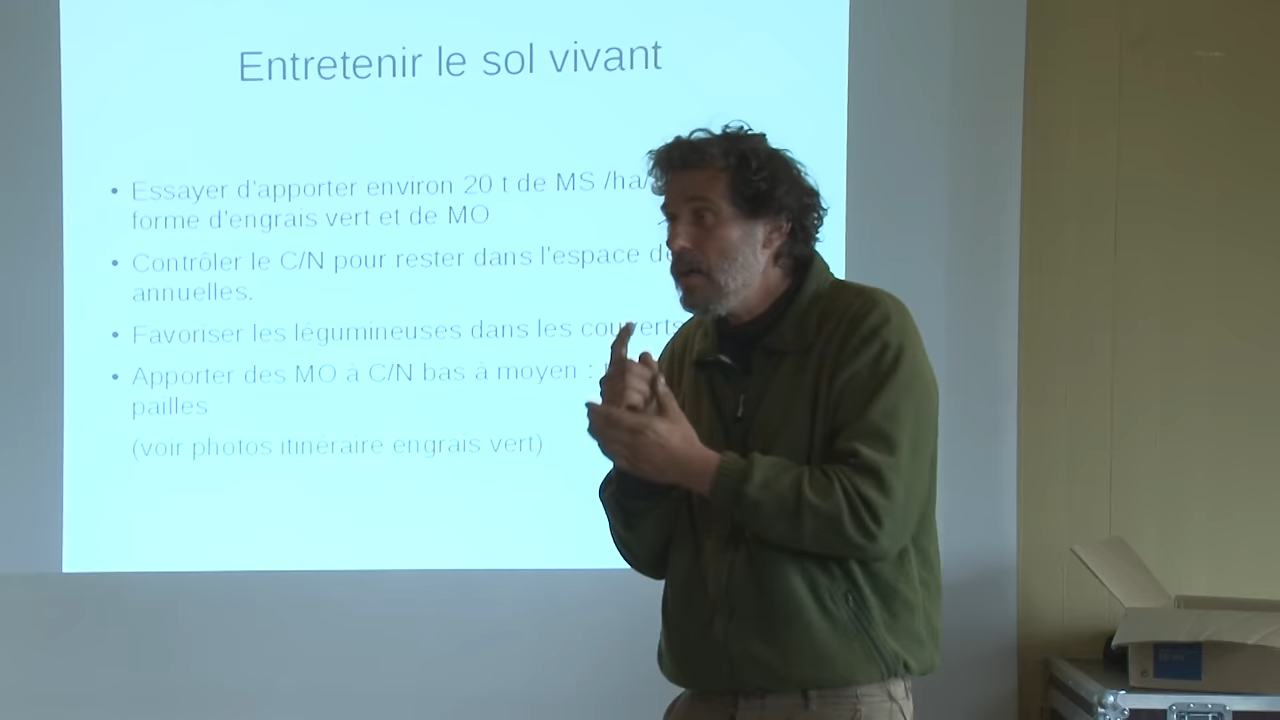 Entretenir le sol vivant
• Essayer d'apporter environ 20 t de MS /ha/
forme d'engrais vert et de MO
• Contrôler le C/N pour rester dans l'espace
annuelles.
• Favoriser les légumineuses dans les couverts
• Apporter des MO à C/N bas à moyen :
pailles
(voir photos itinéraire engrais vert)